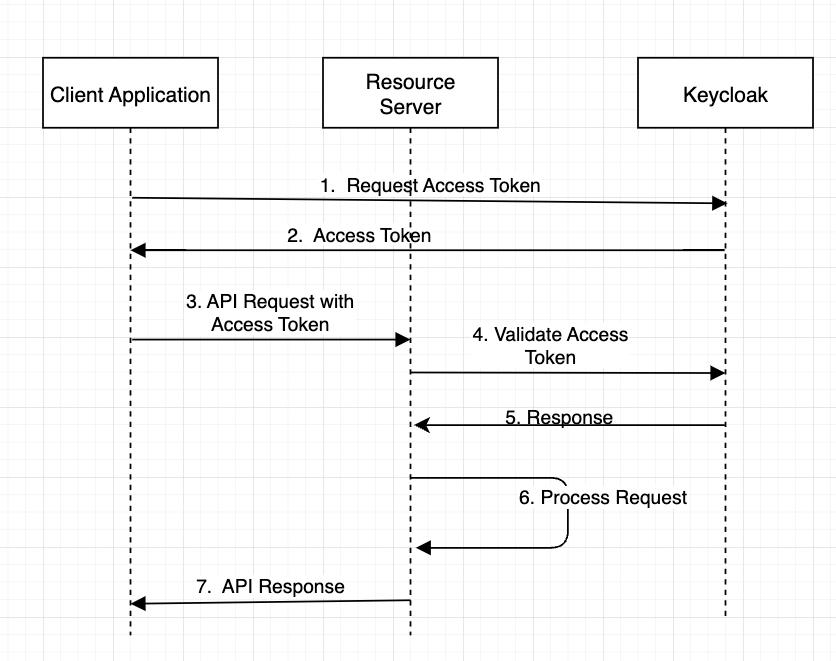 Client Application
Resource
Server
Keycloak
1. Request Access Token
2. Access Token
3. API Request with
Access Token
4. Validate Access
Token
5. Response
6. Process Request
7. API Response